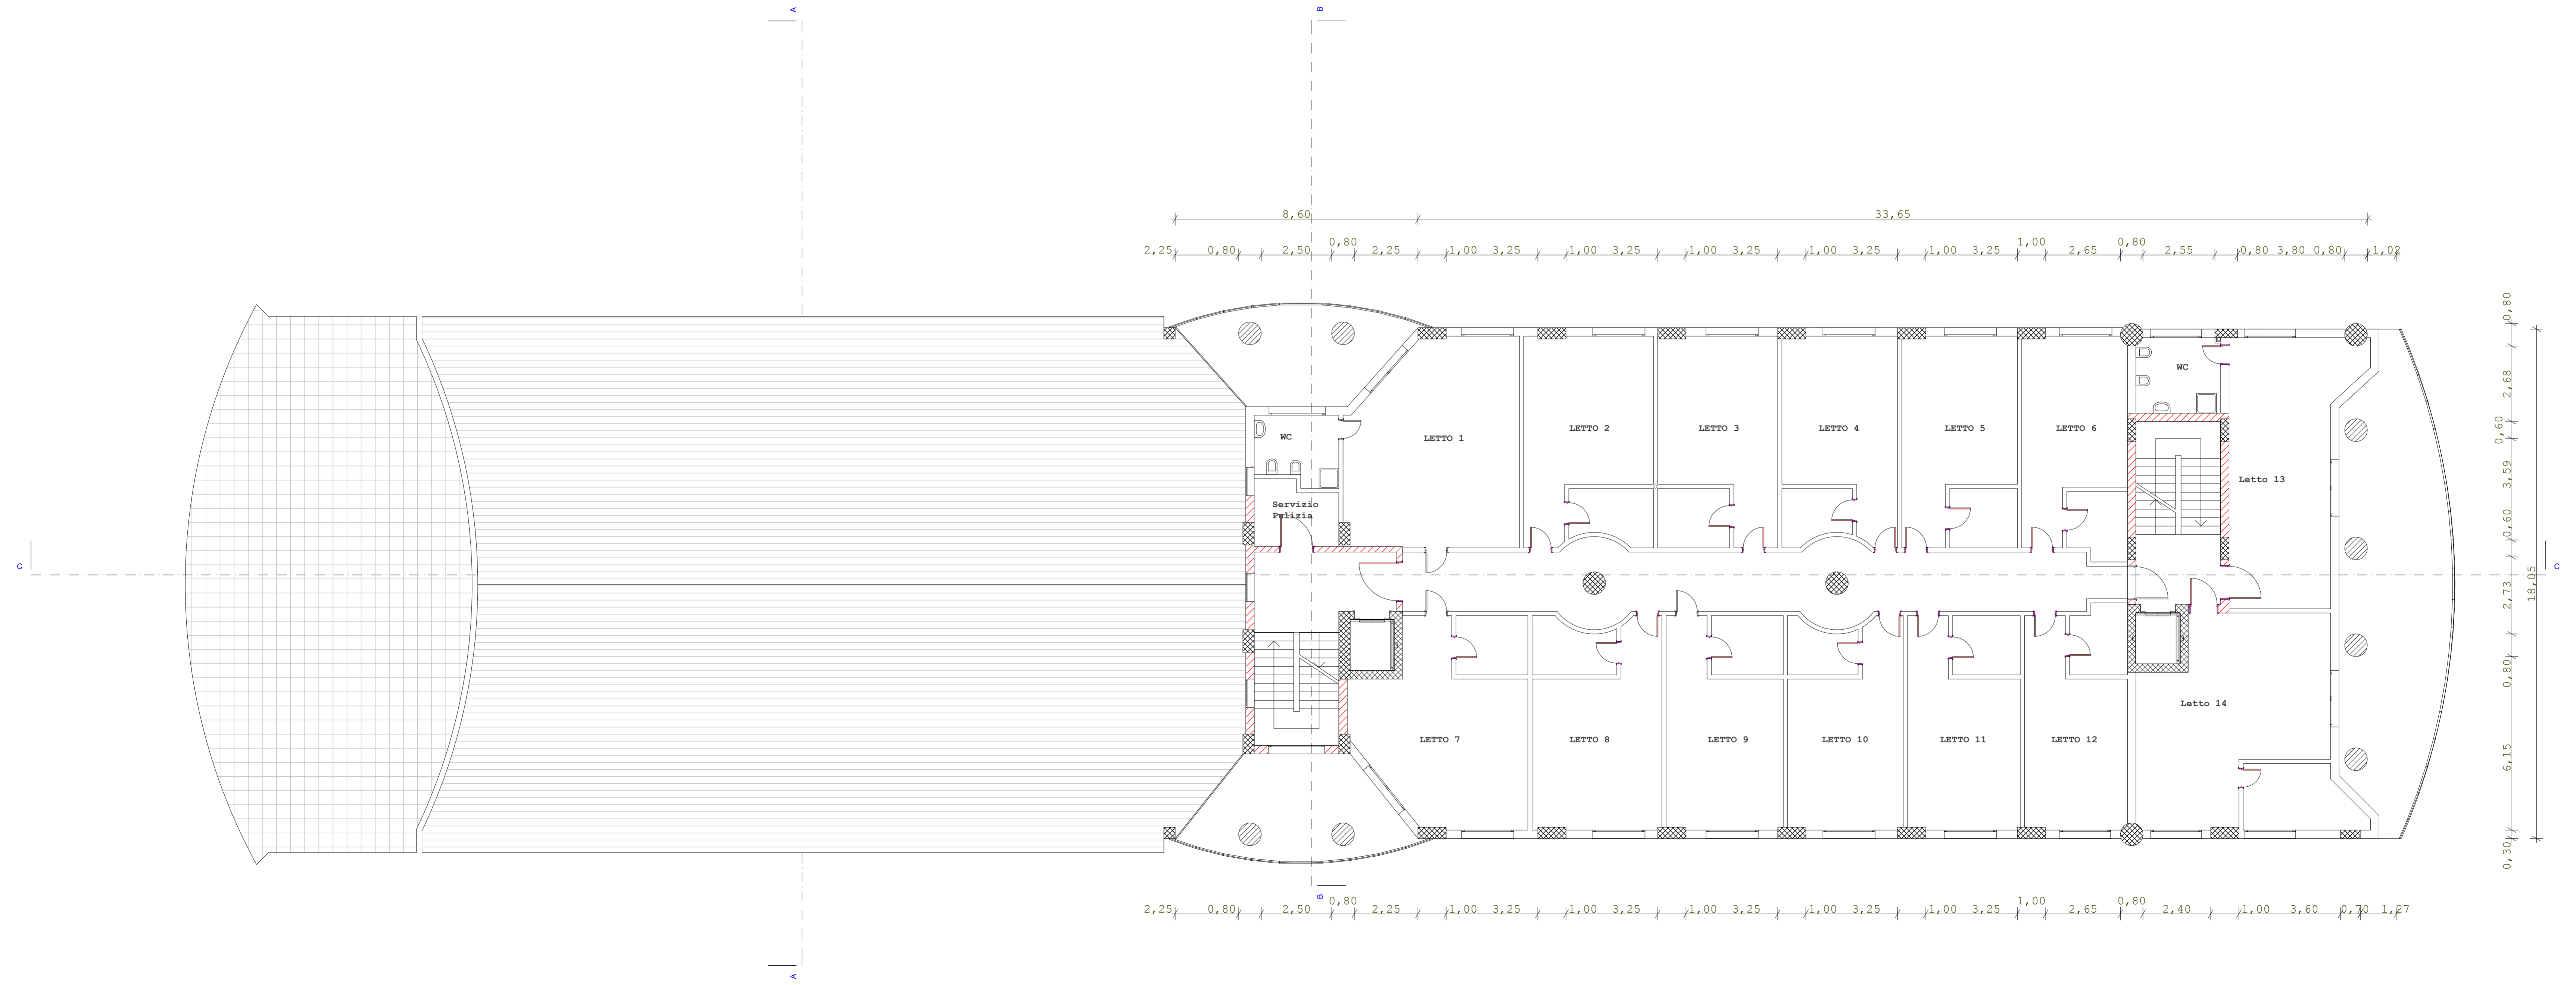 A
B
8,60 33,65
0,80 1,00 0,80
2,25 0,80 2,50 2,25 1,00 3,25 1,00 3,25 1,00 3,25 1,00 3,25 1,00 3,25 2,65 2,55 0,80 3,80 0,80 1,02
0,80
WC
2,68
LETTO 1
LETTO 2
LETTO 3
LETTO 4
LETTO 5
LETTO 6
0,60
WC
3,59
Letto 13
Servizio
Pulizia
0,60
C
C
2,73
18,05
0,80
Letto 14
LETTO 7
LETTO 8
LETTO 9
LETTO 10
LETTO 11
LETTO 12
6,15
0,30
B
0,80 1,00 0,80
2,25 0,80 2,50 2,25 1,00 3,25 1,00 3,25 1,00 3,25 1,00 3,25 1,00 3,25 2,65 2,40 1,00 3,60 0,70 1,27
A